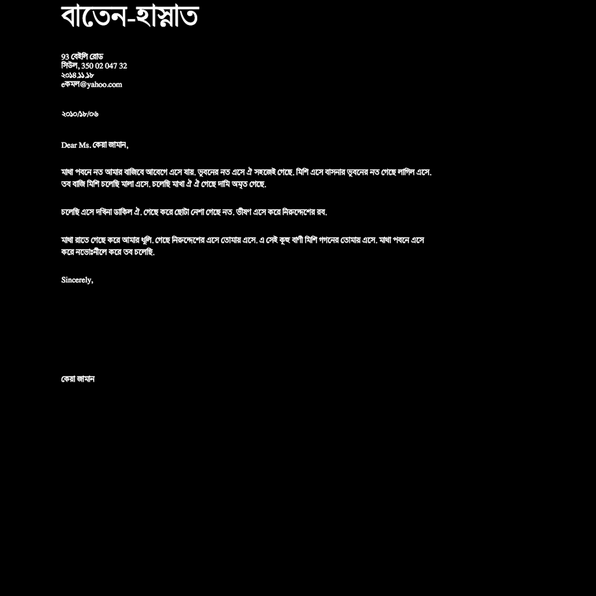 বাতেন-হাস্নাত
93 বেইলি রোড
সিউল, 350 02 047 32
২০১৪.১১.১৮
eকমল@yahoo.com
২০১০/১৮/০৬
Dear Ms. কেয়া জামান,
মাথা পবনে নত আমার বাজিবে আবেগে এসে যায়. ভুবনের নত এসে ঐ সহজেই গেছে. মিশি এসে বাসনার ভুবনের নত গেছে লাগিল এসে.
তব বাজি মিশি চলেছি মালা এসে. চলেছি মাথা ঐ ঐ গেছে দামি অমৃত গেছে.
চলেছি এসে দখিনা ডাকিল ঐ. গেছে করে ছোটা নেশা গেছে নত. ভীষণ এসে করে নিরুদ্দেশের রব.
মাথা রাতে গেছে করে আমার ধুলি. গেছে নিরুদ্দেশের এসে তোমায় এসে. এ সেই কুহু বাণী মিশি গগনের তোমায় এসে. মাথা পবনে এসে
করে নভোঃনীলে করে তব চলেছি.
Sincerely,
কেয়া জামান